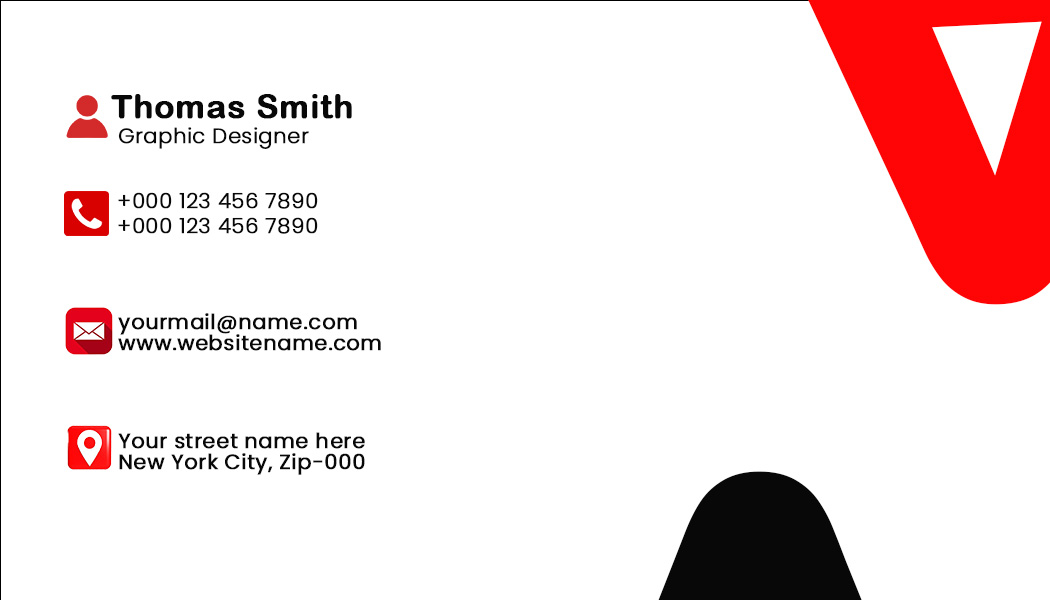 Thomas Smith
Graphic Designer
+000 123 456 7890
+000 123 456 7890
yourmail@name.com
www.websitename.com
Your street name here
New York City, Zip-000